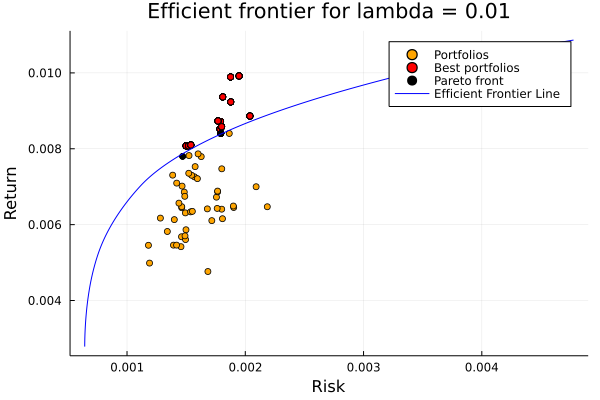 Efficient frontier for lambda = 0.01
Portfolios
Best portfolios
Pareto front
Efficient Frontier Line
0.010
0.008
0.006
0.004
Return
0.001 0.002 0.003 0.004
Risk